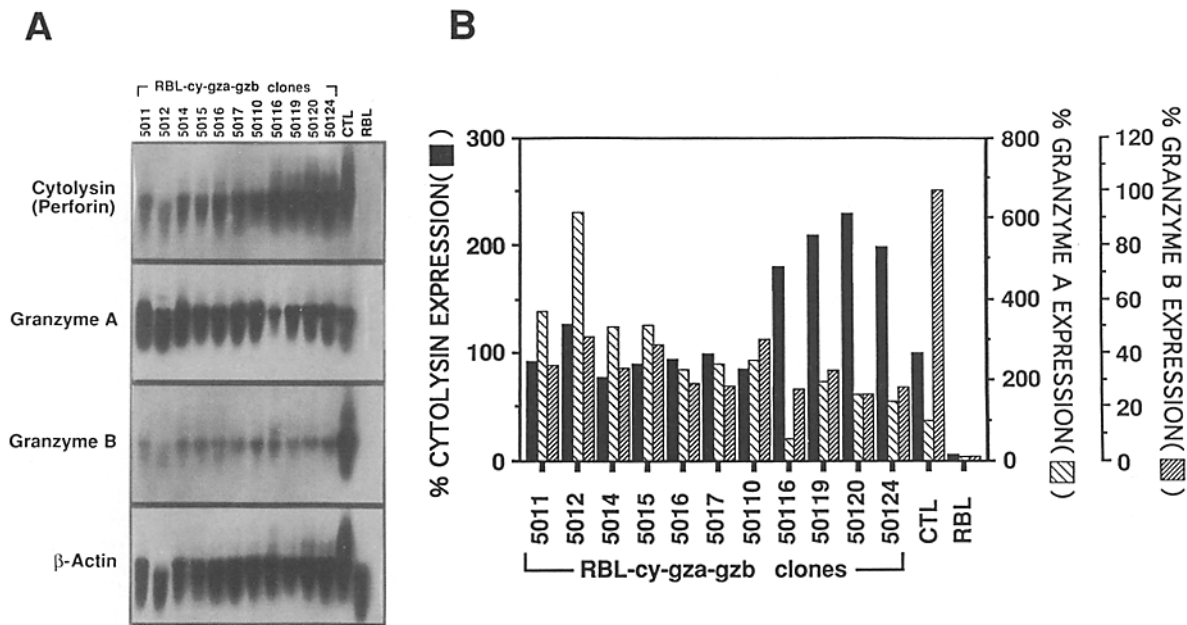 A
RBL-cy-gza-gzb clones
5011
5012
5014
5015
5016
5017
50110
50116
50119
50120
50124
CTL
RBL
Cytolysin
(Perforin)
Granzyme A
Granzyme B
β-Actin
B
% CYTOLYSIN EXPRESSION( )
300
200
100
0
800
600
400
200
0
% GRANZYME A EXPRESSION( )
120
100
80
60
40
20
0
% GRANZYME B EXPRESSION( )
5011
5012
5014
5015
5016
5017
50110
50116
50119
50120
50124
CTL
RBL
RBL-cy-gza-gzb clones